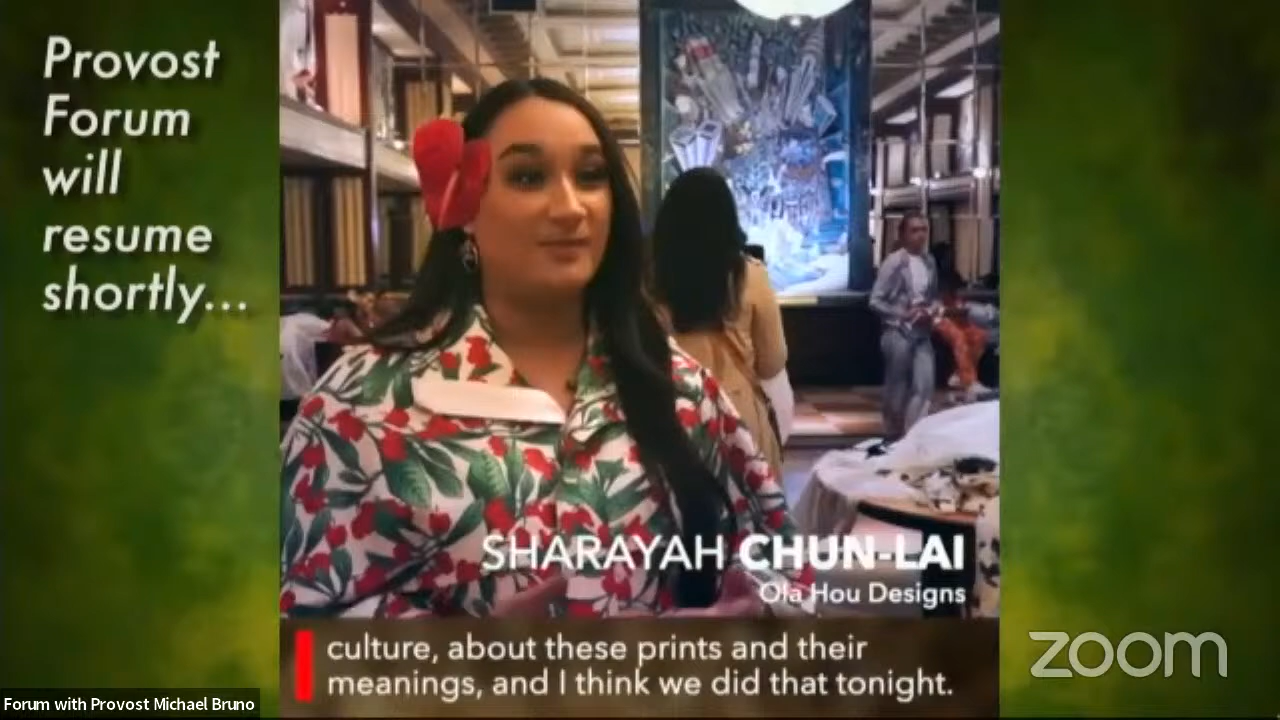 Provost
Forum
will
resume
shortly...
SHARAYAH CHUN-LAI
Ola Hou Designs
culture, about these prints and their
meanings, and I think we did that tonight.
zoom
Forum with Provost Michael Bruno